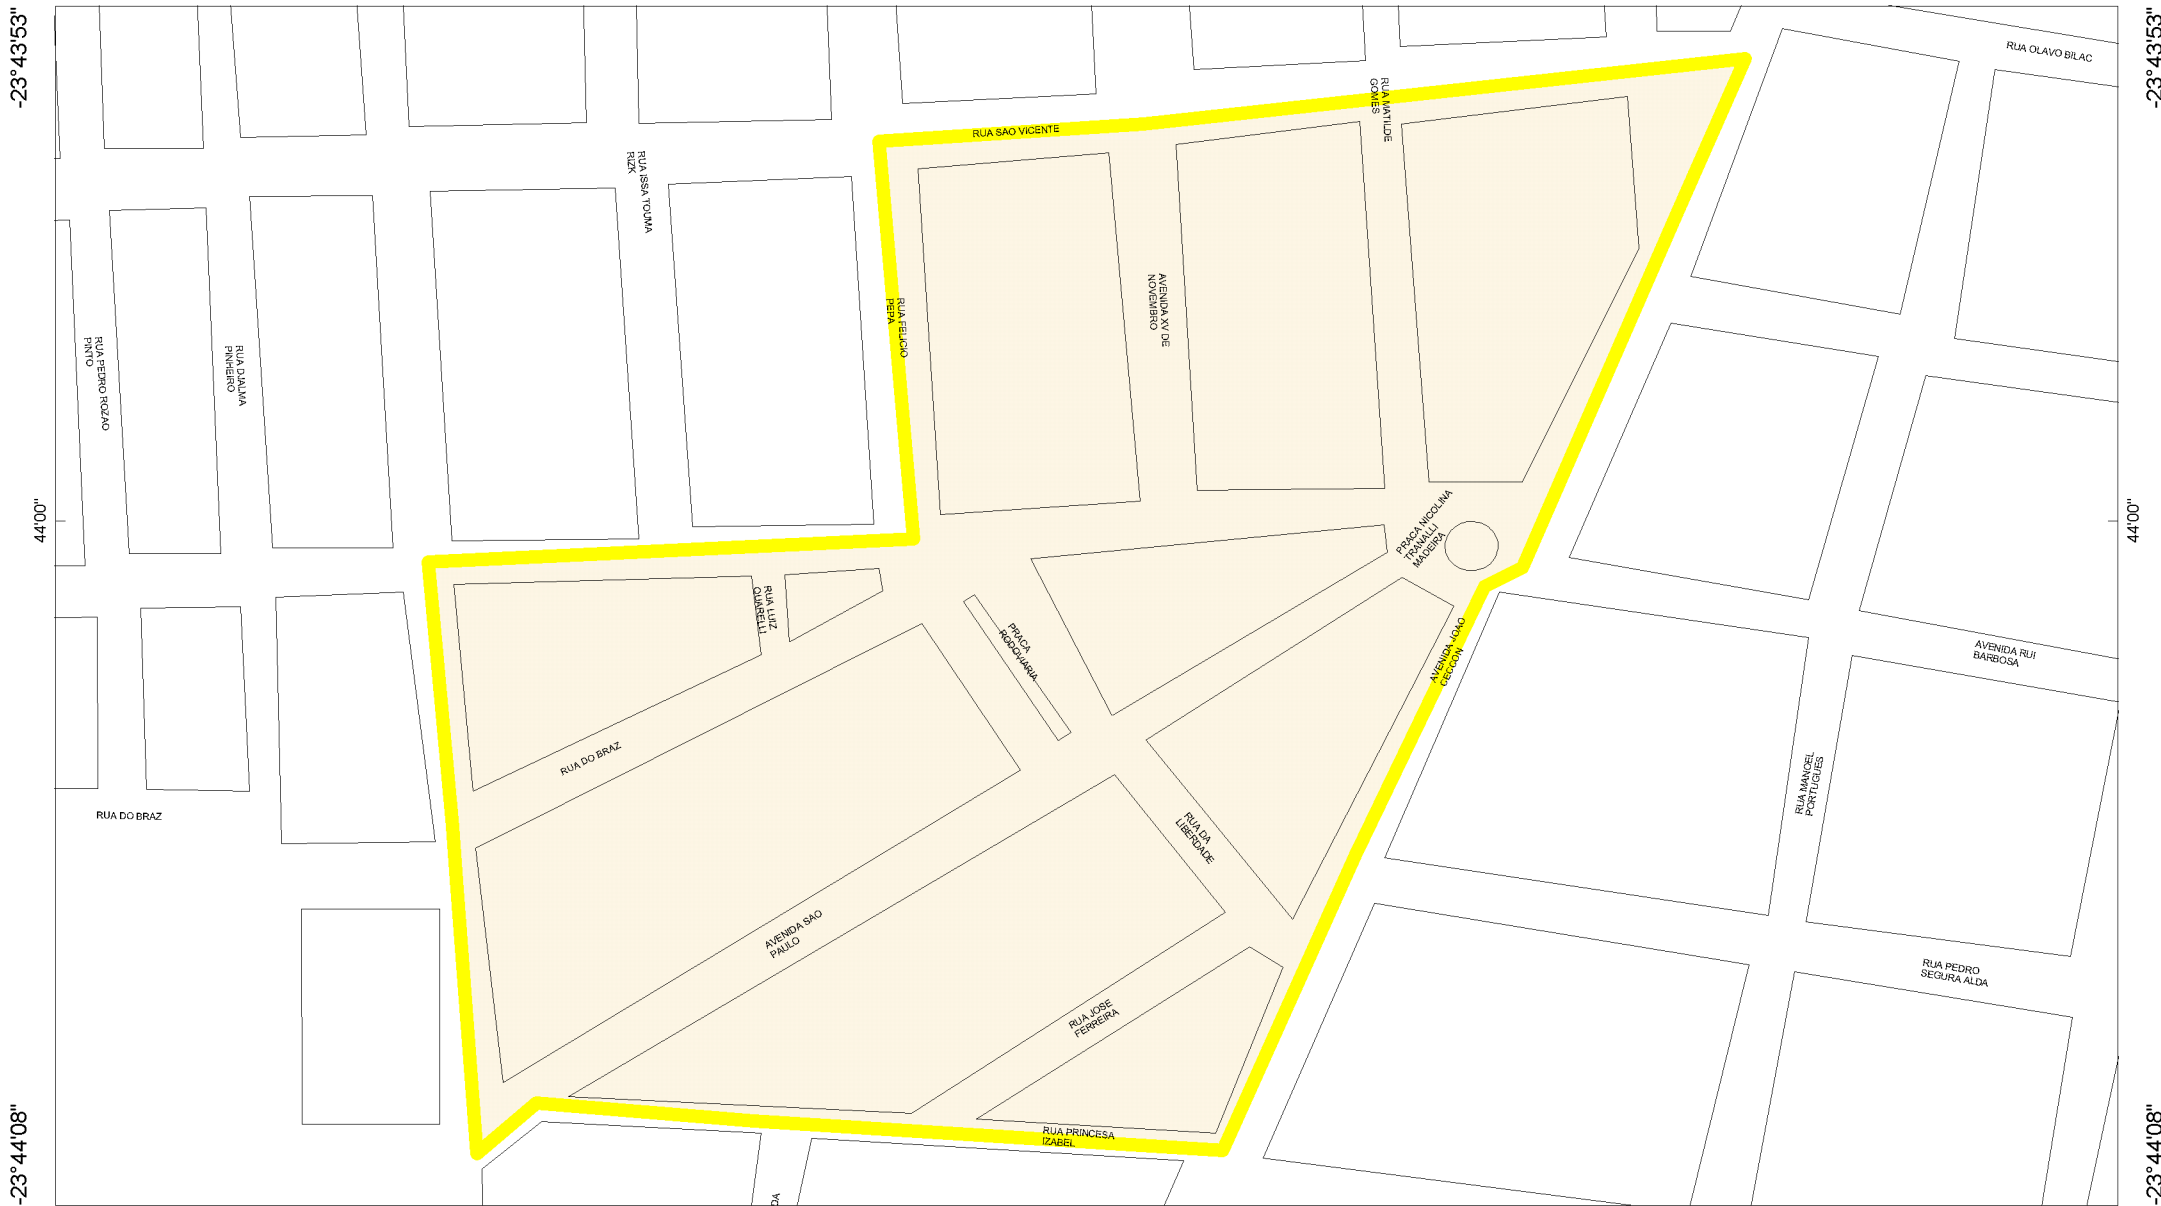 -23°43'53"
-23°43'53"
RUA OLAVO BILAC
RUA MATILDE
GOMES
RUA SAO VICENTE
RUA ISSA TOUMA
RIZK
AVENIDA XV DE
NOVEMBRO
RUA FELICIO
PEPA
RUA PEDRO ROZAO
PINTO
RUA DJALMA
PINHEIRO
44'00"
44'00"
PRACA NICOLINA
TRANALLI
MADEIRA
RUA LUIZ
QUARELLI
PRACA
RODOVIARIA
AVENIDA JOAO
CECCON
AVENIDA RUI
BARBOSA
RUA DO BRAZ
RUA MANOEL
PORTUGUES
RUA DO BRAZ
RUA DA
LIBERDADE
AVENIDA SAO
PAULO
RUA PEDRO
SEGURA ALDA
RUA JOSE
FERREIRA
RUA PRINCESA
IZABEL
-23°44'08"
-23°44'08"